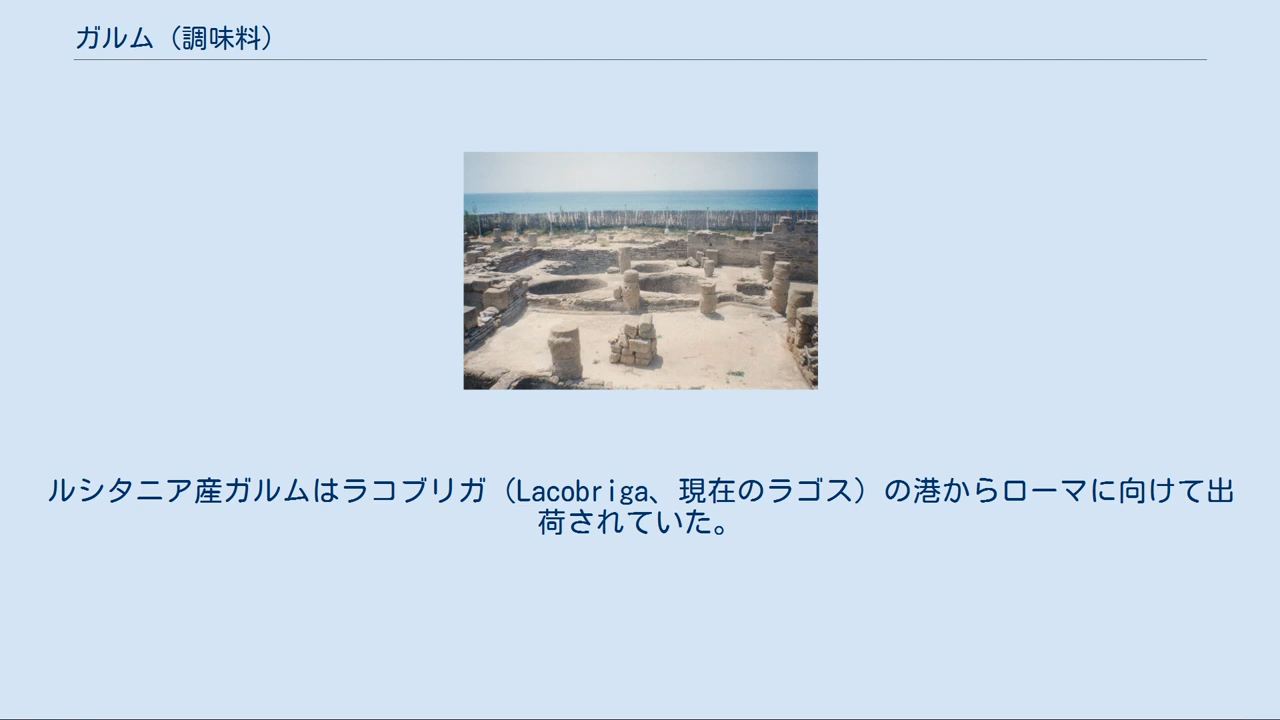 ガルム（調味料）
ルシタニア産ガルムはラコブリガ（Lacobriga、現在のラゴス）の港からローマに向けて出
荷されていた。